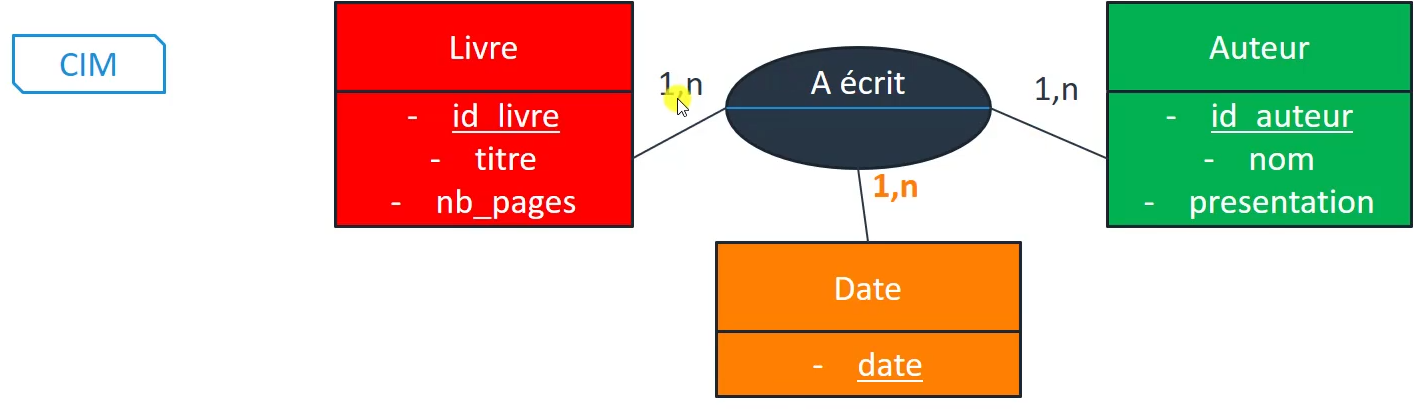 CIM
Livre
- id_livre
- titre
- nb_pages
1,n
A écrit
1,n
1,n
Auteur
- id_auteur
- nom
- presentation
Date
- date